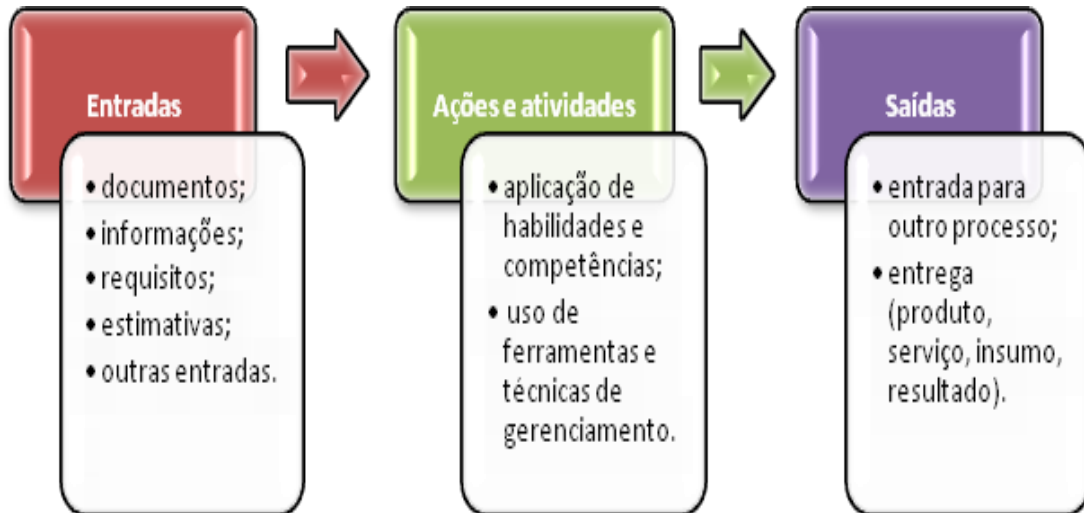 Entradas
• documentos;
• informações;
• requisitos;
• estimativas;
• outras entradas.
Ações e atividades
• aplicação de
habilidades e
competências;
• uso de
ferramentas e
técnicas de
gerenciamento.
Saídas
• entrada para
outro processo;
• entrega
(produto,
serviço, insumo,
resultado).